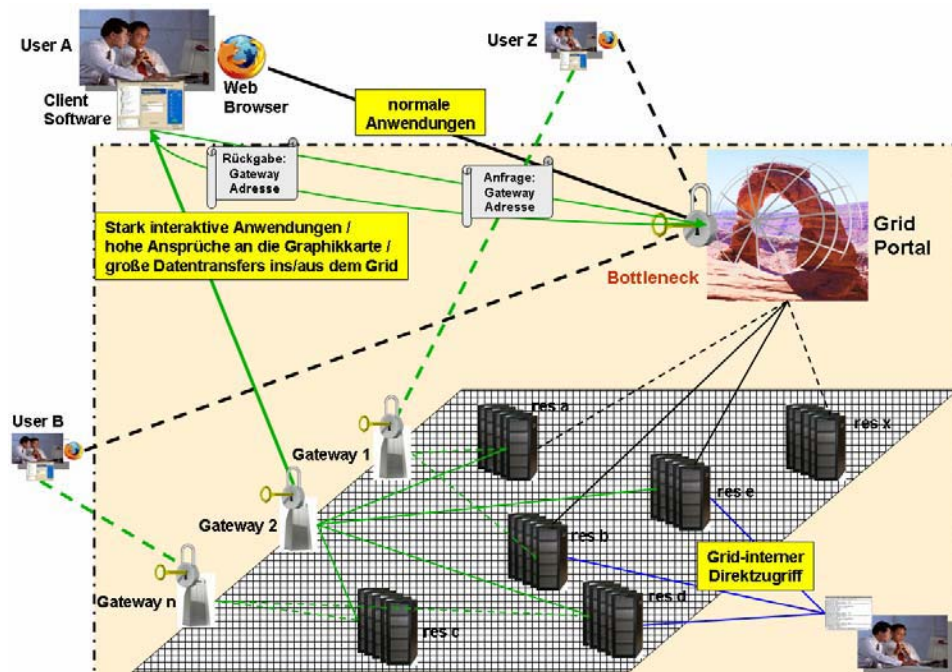 User A
User Z
Web
Browser
Client
Software
normale
Anwendungen
Rückgabe:
Gateway
Adresse
Anfrage:
Gateway
Adresse
Stark interaktive Anwendungen /
hohe Ansprüche an die Graphikkarte /
große Datentransfers ins/aus dem Grid
Grid
Portal
Bottleneck
User B
Gateway 1
res a
res x
Gateway 2
res e
res b
Grid-interner
Direktzugriff
Gateway n
res c
res d